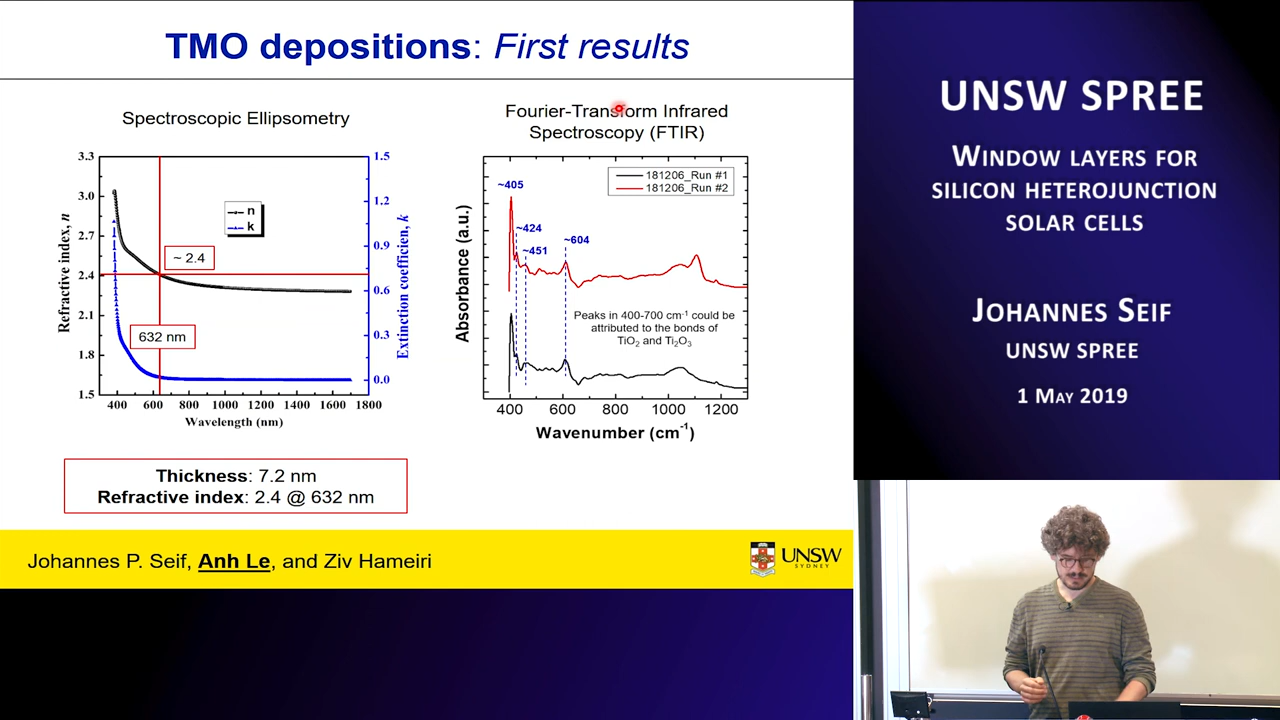 TMO depositions: First results
Spectroscopic Ellipsometry
3.3
3.0
2.7
2.4
2.1
1.8
1.5
Refractive index, n
1.5
1.2
0.9
0.6
0.3
0.0
Extinction coefficien, k
n
k
~ 2.4
632 nm
400 600 800 1000 1200 1400 1600 1800
Wavelength (nm)
Thickness: 7.2 nm
Refractive index: 2.4 @ 632 nm
Fourier-Transform Infrared
Spectroscopy (FTIR)
Absorbance (a.u.)
181206_Run #1
181206_Run #2
~405
~424
~451
~604
Peaks in 400-700 cm⁻¹ could be
attributed to the bonds of
TiO₂ and Ti₂O₃
400 600 800 1000 1200
Wavenumber (cm⁻¹)
Johannes P. Seif, Anh Le, and Ziv Hameiri
UNSW
SYDNEY
UNSW SPREE
WINDOW LAYERS FOR
SILICON HETEROJUNCTION
SOLAR CELLS
JOHANNES SEIF
UNSW SPREE
1 MAY 2019